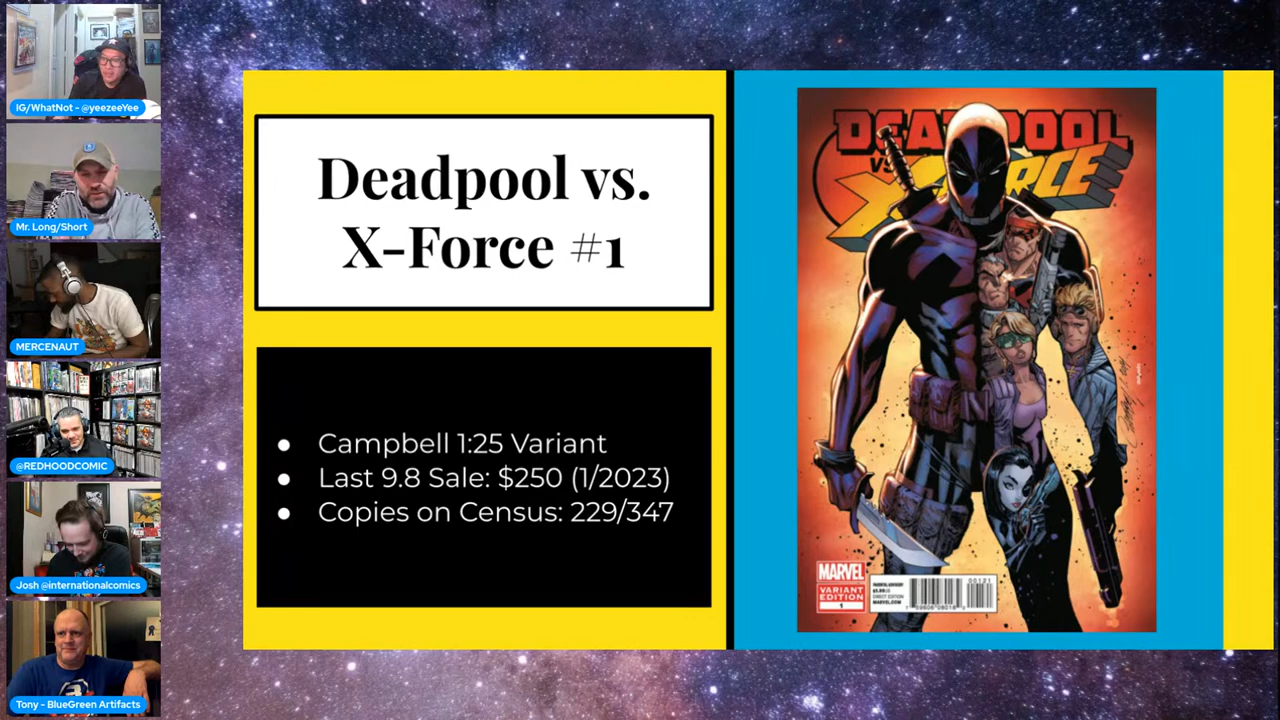 IG/WhatNot - @yeezeeYee
Mr. Long/Short
MERCENAUT
@REDHOODCOMIC
Josh @internationalcomics
Tony - BlueGreen Artifacts
Deadpool vs.
X-Force #1
● Campbell 1:25 Variant
● Last 9.8 Sale: $250 (1/2023)
● Copies on Census: 229/347
DEADPOOL
VS
X-FORCE
MARVEL
VARIANT
EDITION
1
00121